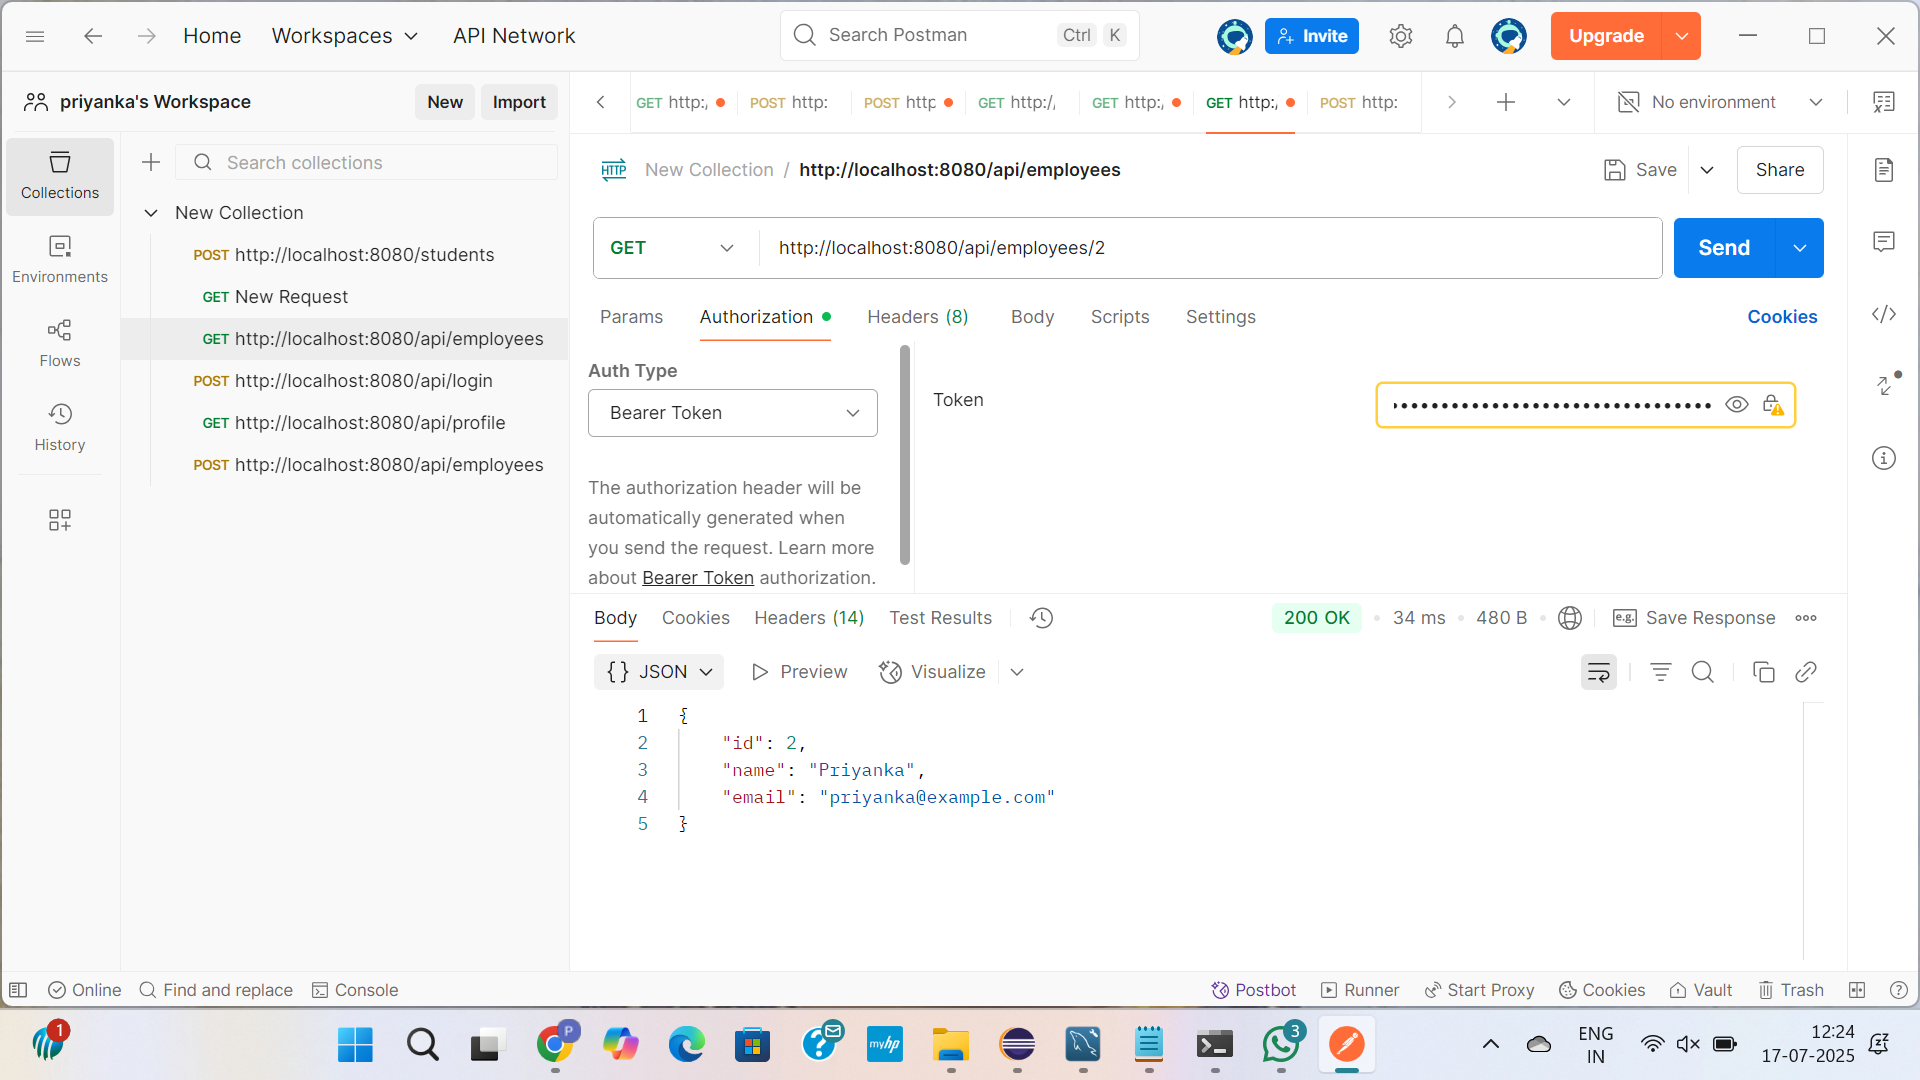 Home
Workspaces
API Network
Search Postman
Ctrl K
Invite
Upgrade
priyanka's Workspace
New
Import
GET http:/
POST http:
POST http
GET http:/
GET http:/
GET http:/
POST http:
No environment
Collections
Environments
Flows
History
Search collections
New Collection
POST http://localhost:8080/students
GET New Request
GET http://localhost:8080/api/employees
POST http://localhost:8080/api/login
GET http://localhost:8080/api/profile
POST http://localhost:8080/api/employees
HTTP
New Collection / http://localhost:8080/api/employees
Save
Share
GET
http://localhost:8080/api/employees/2
Send
Params
Authorization
Headers (8)
Body
Scripts
Settings
Cookies
Auth Type
Bearer Token
The authorization header will be
automatically generated when
you send the request. Learn more
about Bearer Token authorization.
Token
Body
Cookies
Headers (14)
Test Results
200 OK
34 ms
480 B
e.g.
Save Response
{} JSON
Preview
Visualize
1 {
2 "id": 2,
3 "name": "Priyanka",
4 "email": "priyanka@example.com"
5 }
Online
Find and replace
Console
Postbot
Runner
Start Proxy
Cookies
Vault
Trash
1
P
myhp
3
ENG
IN
12:24
17-07-2025